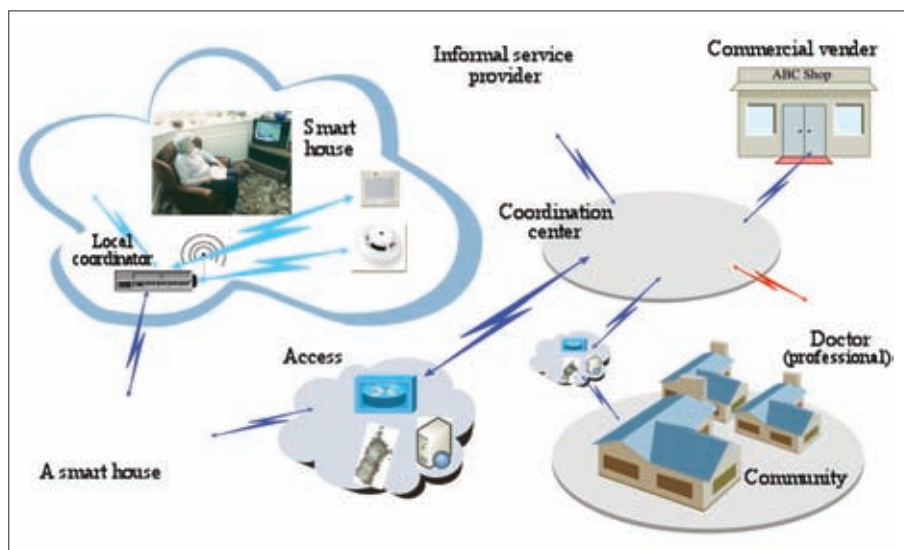 Informal service
provider
Commercial vender
ABC Shop
Smart
house
Coordination
center
Local
coordinator
Access
Doctor
(professional)
A smart house
Community